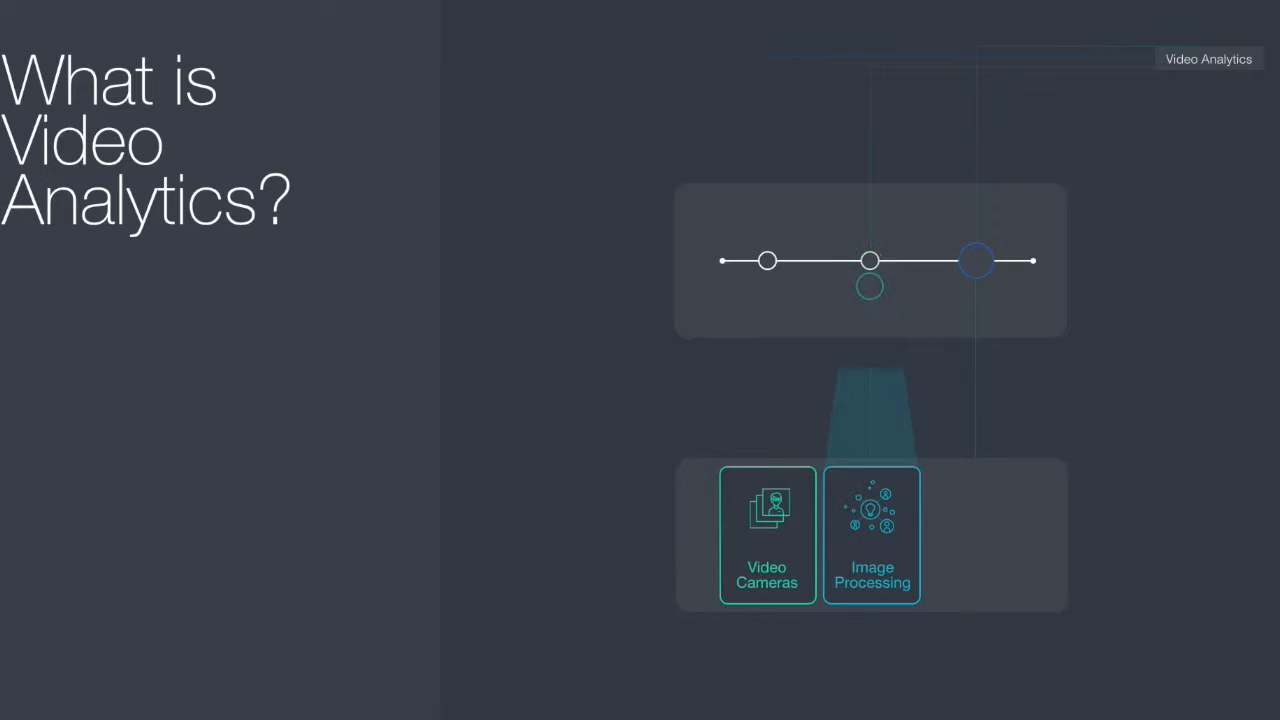 What is
Video
Analytics?
Video Analytics
Video
Cameras
Image
Processing